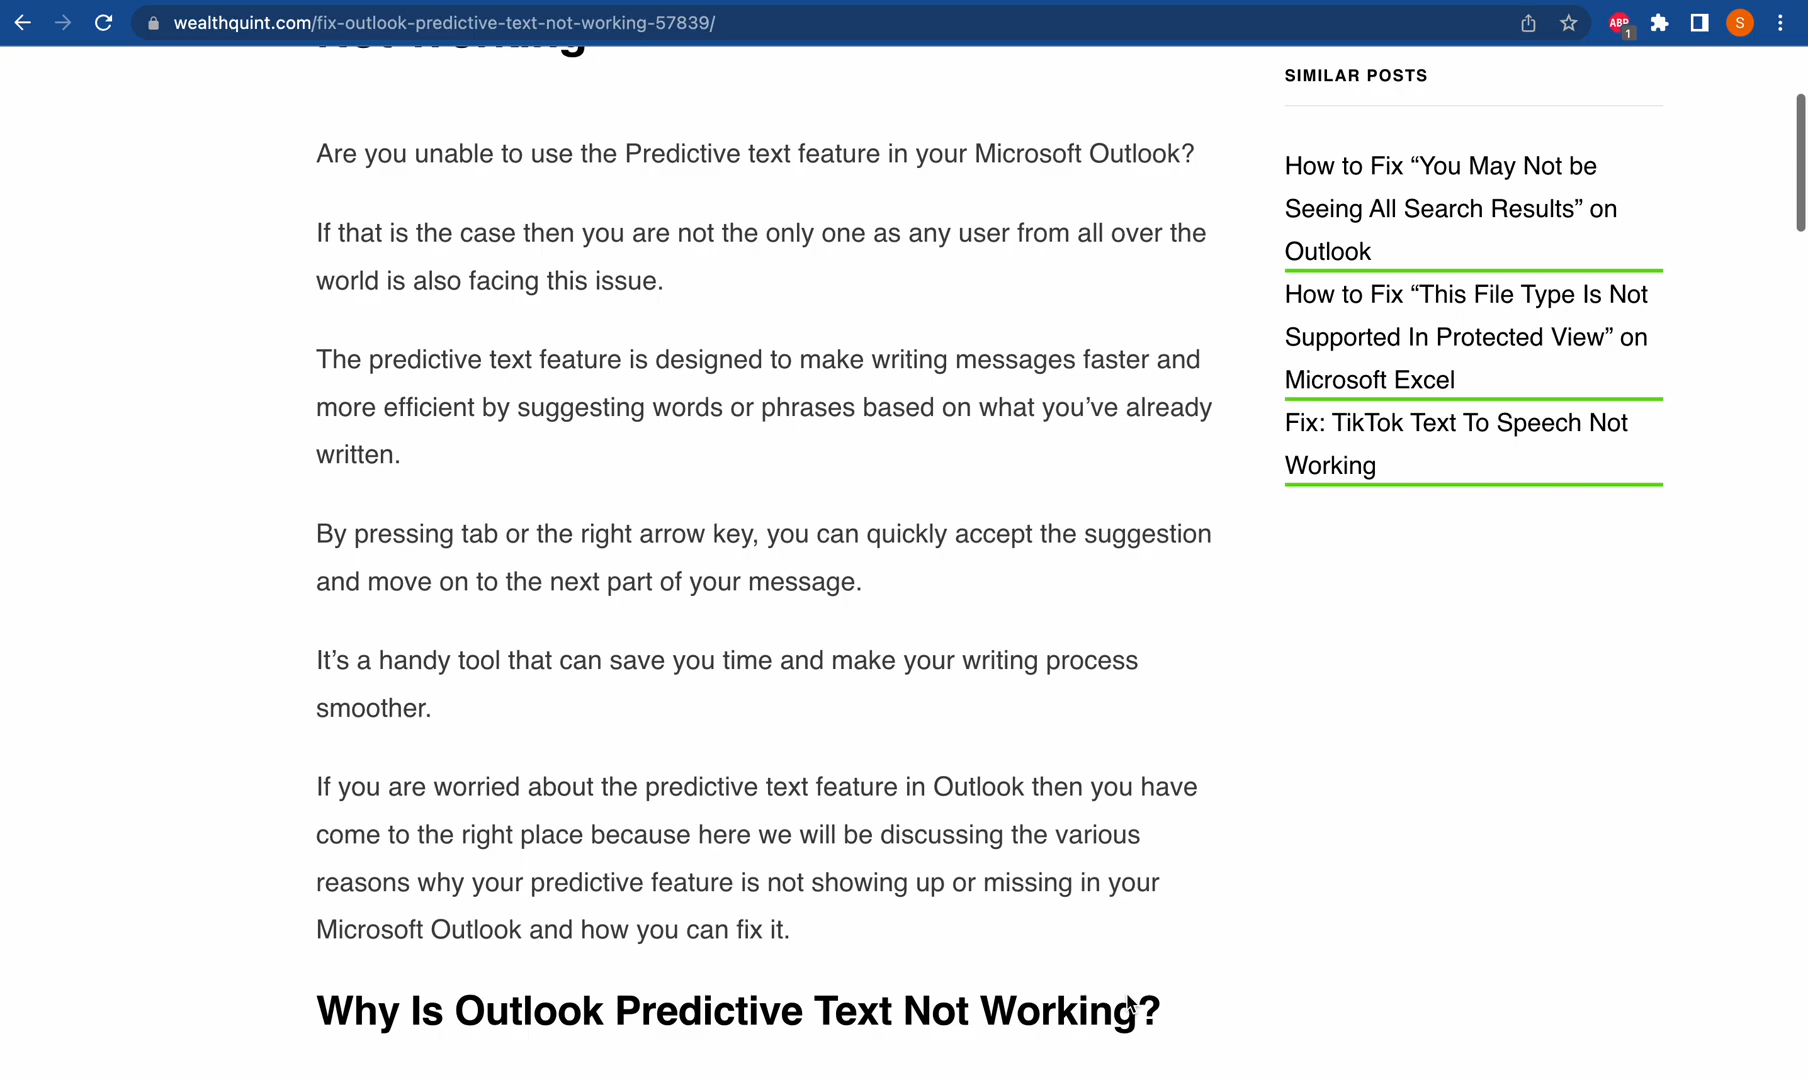 wealthquint.com/fix-outlook-predictive-text-not-working-57839/
ABP
1
S
Not Working
Are you unable to use the Predictive text feature in your Microsoft Outlook?
If that is the case then you are not the only one as any user from all over the
world is also facing this issue.
The predictive text feature is designed to make writing messages faster and
more efficient by suggesting words or phrases based on what you’ve already
written.
By pressing tab or the right arrow key, you can quickly accept the suggestion
and move on to the next part of your message.
It’s a handy tool that can save you time and make your writing process
smoother.
If you are worried about the predictive text feature in Outlook then you have
come to the right place because here we will be discussing the various
reasons why your predictive feature is not showing up or missing in your
Microsoft Outlook and how you can fix it.
Why Is Outlook Predictive Text Not Working?
SIMILAR POSTS
How to Fix “You May Not be
Seeing All Search Results” on
Outlook
How to Fix “This File Type Is Not
Supported In Protected View” on
Microsoft Excel
Fix: TikTok Text To Speech Not
Working